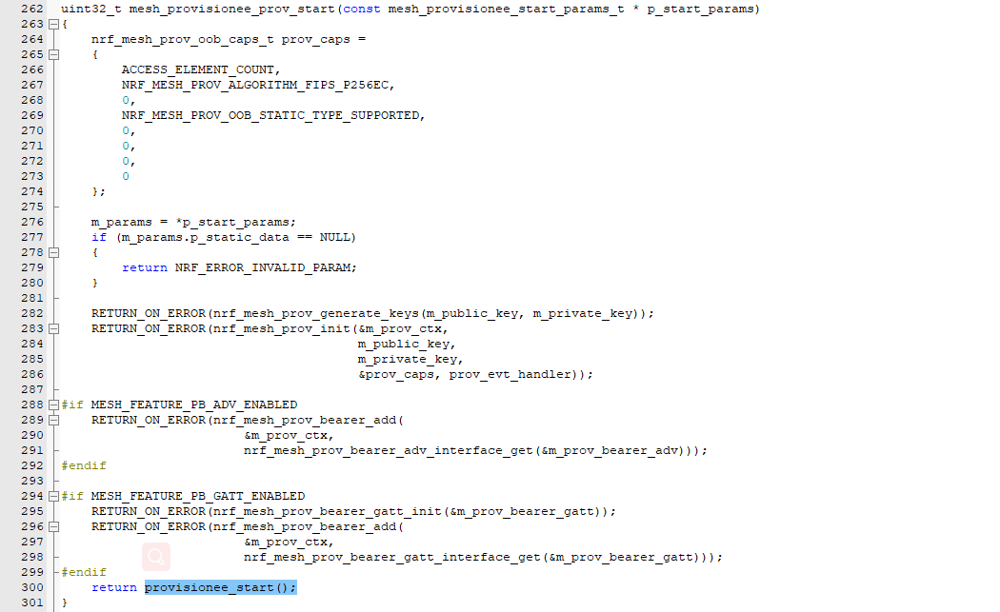 262 uint32_t mesh_provisionee_prov_start(const mesh_provisionee_start_params_t * p_start_params)
263 {
264     nrf_mesh_prov_oob_caps_t prov_caps =
265     {
266         ACCESS_ELEMENT_COUNT,
267         NRF_MESH_PROV_ALGORITHM_FIPS_P256EC,
268         0,
269         NRF_MESH_PROV_OOB_STATIC_TYPE_SUPPORTED,
270         0,
271         0,
272         0,
273         0
274     };
275
276     m_params = *p_start_params;
277     if (m_params.p_static_data == NULL)
278     {
279         return NRF_ERROR_INVALID_PARAM;
280     }
281
282     RETURN_ON_ERROR(nrf_mesh_prov_generate_keys(m_public_key, m_private_key));
283     RETURN_ON_ERROR(nrf_mesh_prov_init(&m_prov_ctx,
284                                        m_public_key,
285                                        m_private_key,
286                                        &prov_caps, prov_evt_handler));
287
288 #if MESH_FEATURE_PB_ADV_ENABLED
289     RETURN_ON_ERROR(nrf_mesh_prov_bearer_add(
290                         &m_prov_ctx,
291                         nrf_mesh_prov_bearer_adv_interface_get(&m_prov_bearer_adv)));
292 #endif
293
294 #if MESH_FEATURE_PB_GATT_ENABLED
295     RETURN_ON_ERROR(nrf_mesh_prov_bearer_gatt_init(&m_prov_bearer_gatt));
296     RETURN_ON_ERROR(nrf_mesh_prov_bearer_add(
297                         &m_prov_ctx,
298                         nrf_mesh_prov_bearer_gatt_interface_get(&m_prov_bearer_gatt)));
299 #endif
300     return provisionee_start();
301 }